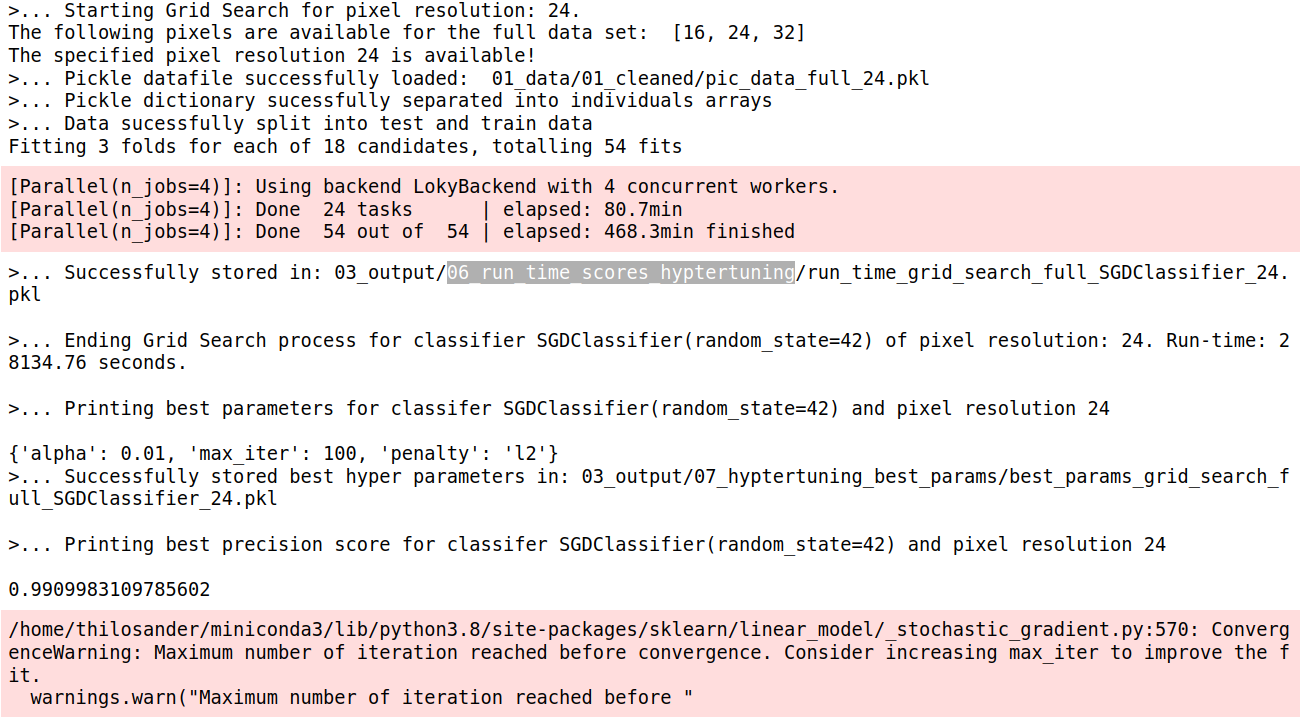 >... Starting Grid Search for pixel resolution: 24.
The following pixels are available for the full data set:  [16, 24, 32]
The specified pixel resolution 24 is available!
>... Pickle datafile successfully loaded:  01_data/01_cleaned/pic_data_full_24.pkl
>... Pickle dictionary sucessfully separated into individuals arrays
>... Data sucessfully split into test and train data
Fitting 3 folds for each of 18 candidates, totalling 54 fits
[Parallel(n_jobs=4)]: Using backend LokyBackend with 4 concurrent workers.
[Parallel(n_jobs=4)]: Done  24 tasks      | elapsed: 80.7min
[Parallel(n_jobs=4)]: Done  54 out of  54 | elapsed: 468.3min finished
>... Successfully stored in: 03_output/06_run_time_scores_hyptertuning/run_time_grid_search_full_SGDClassifier_24.
pkl
>... Ending Grid Search process for classifier SGDClassifier(random_state=42) of pixel resolution: 24. Run-time: 2
8134.76 seconds.
>... Printing best parameters for classifer SGDClassifier(random_state=42) and pixel resolution 24
{'alpha': 0.01, 'max_iter': 100, 'penalty': 'l2'}
>... Successfully stored best hyper parameters in: 03_output/07_hyptertuning_best_params/best_params_grid_search_f
ull_SGDClassifier_24.pkl
>... Printing best precision score for classifer SGDClassifier(random_state=42) and pixel resolution 24
0.9909983109785602
/home/thilosander/miniconda3/lib/python3.8/site-packages/sklearn/linear_model/_stochastic_gradient.py:570: Converg
enceWarning: Maximum number of iteration reached before convergence. Consider increasing max_iter to improve the f
it.
  warnings.warn("Maximum number of iteration reached before "